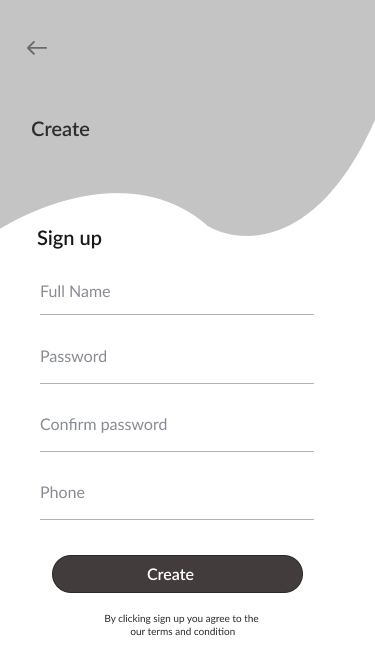 Create
Sign up
Full Name
Password
Confirm password
Phone
Create
By clicking sign up you agree to the
our terms and condition